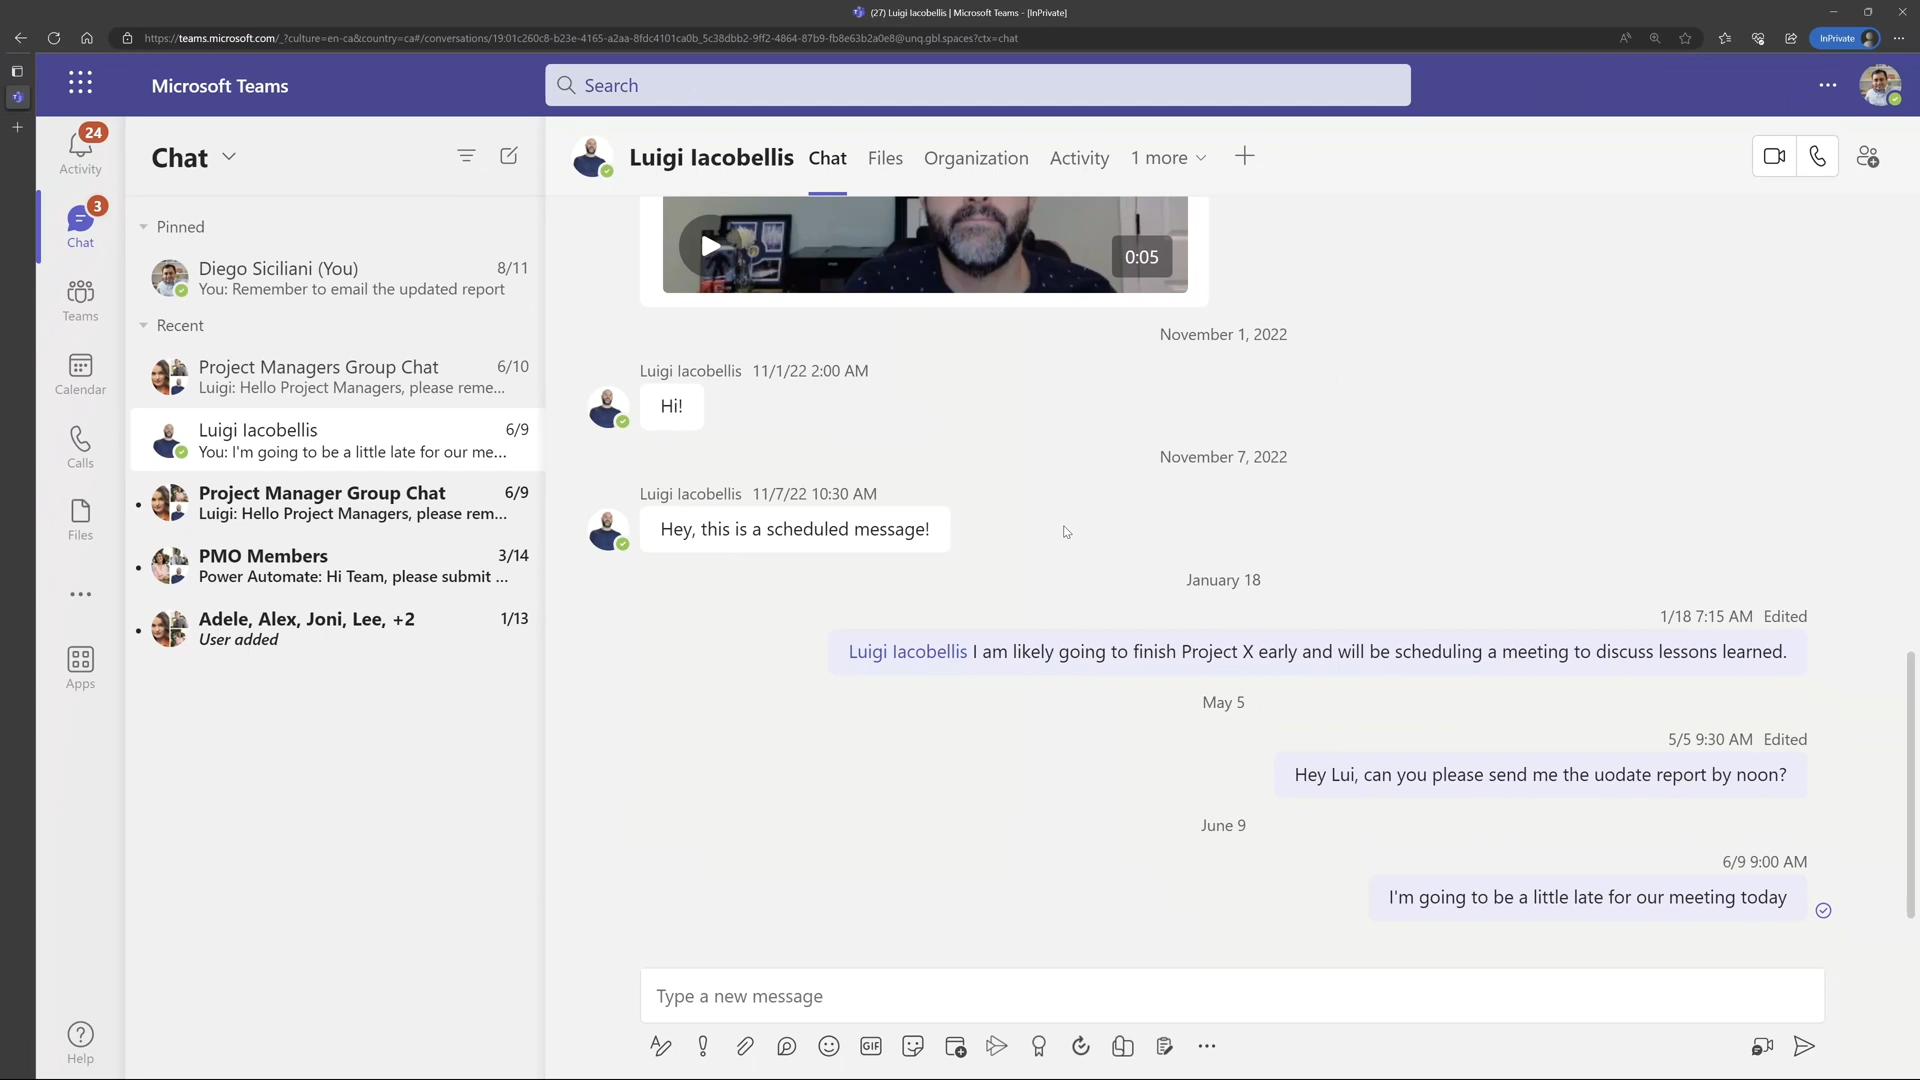 (27) Luigi Iacobellis | Microsoft Teams - [InPrivate]
https://teams.microsoft.com/_?culture=en-ca&country=ca#/conversations/19:01c260c8-b23e-4165-a2aa-8fdc4101ca0b_5c38dbb2-9ff2-4864-87b9-fb8e63b2a0e8@unq.gbl.spaces?ctx=chat
InPrivate
Microsoft Teams
Search
24
Activity
3
Chat
Teams
Calendar
Calls
Files
Apps
Help
Chat
Pinned
Diego Siciliani (You) 8/11
You: Remember to email the updated report
Recent
Project Managers Group Chat 6/10
Luigi: Hello Project Managers, please reme...
Luigi Iacobellis 6/9
You: I'm going to be a little late for our me...
Project Manager Group Chat 6/9
Luigi: Hello Project Managers, please rem...
PMO Members 3/14
Power Automate: Hi Team, please submit ...
Adele, Alex, Joni, Lee, +2 1/13
User added
Luigi Iacobellis Chat Files Organization Activity 1 more
0:05
November 1, 2022
Luigi Iacobellis 11/1/22 2:00 AM
Hi!
November 7, 2022
Luigi Iacobellis 11/7/22 10:30 AM
Hey, this is a scheduled message!
January 18
1/18 7:15 AM Edited
Luigi Iacobellis I am likely going to finish Project X early and will be scheduling a meeting to discuss lessons learned.
May 5
5/5 9:30 AM Edited
Hey Lui, can you please send me the uodate report by noon?
June 9
6/9 9:00 AM
I'm going to be a little late for our meeting today
Type a new message
GIF